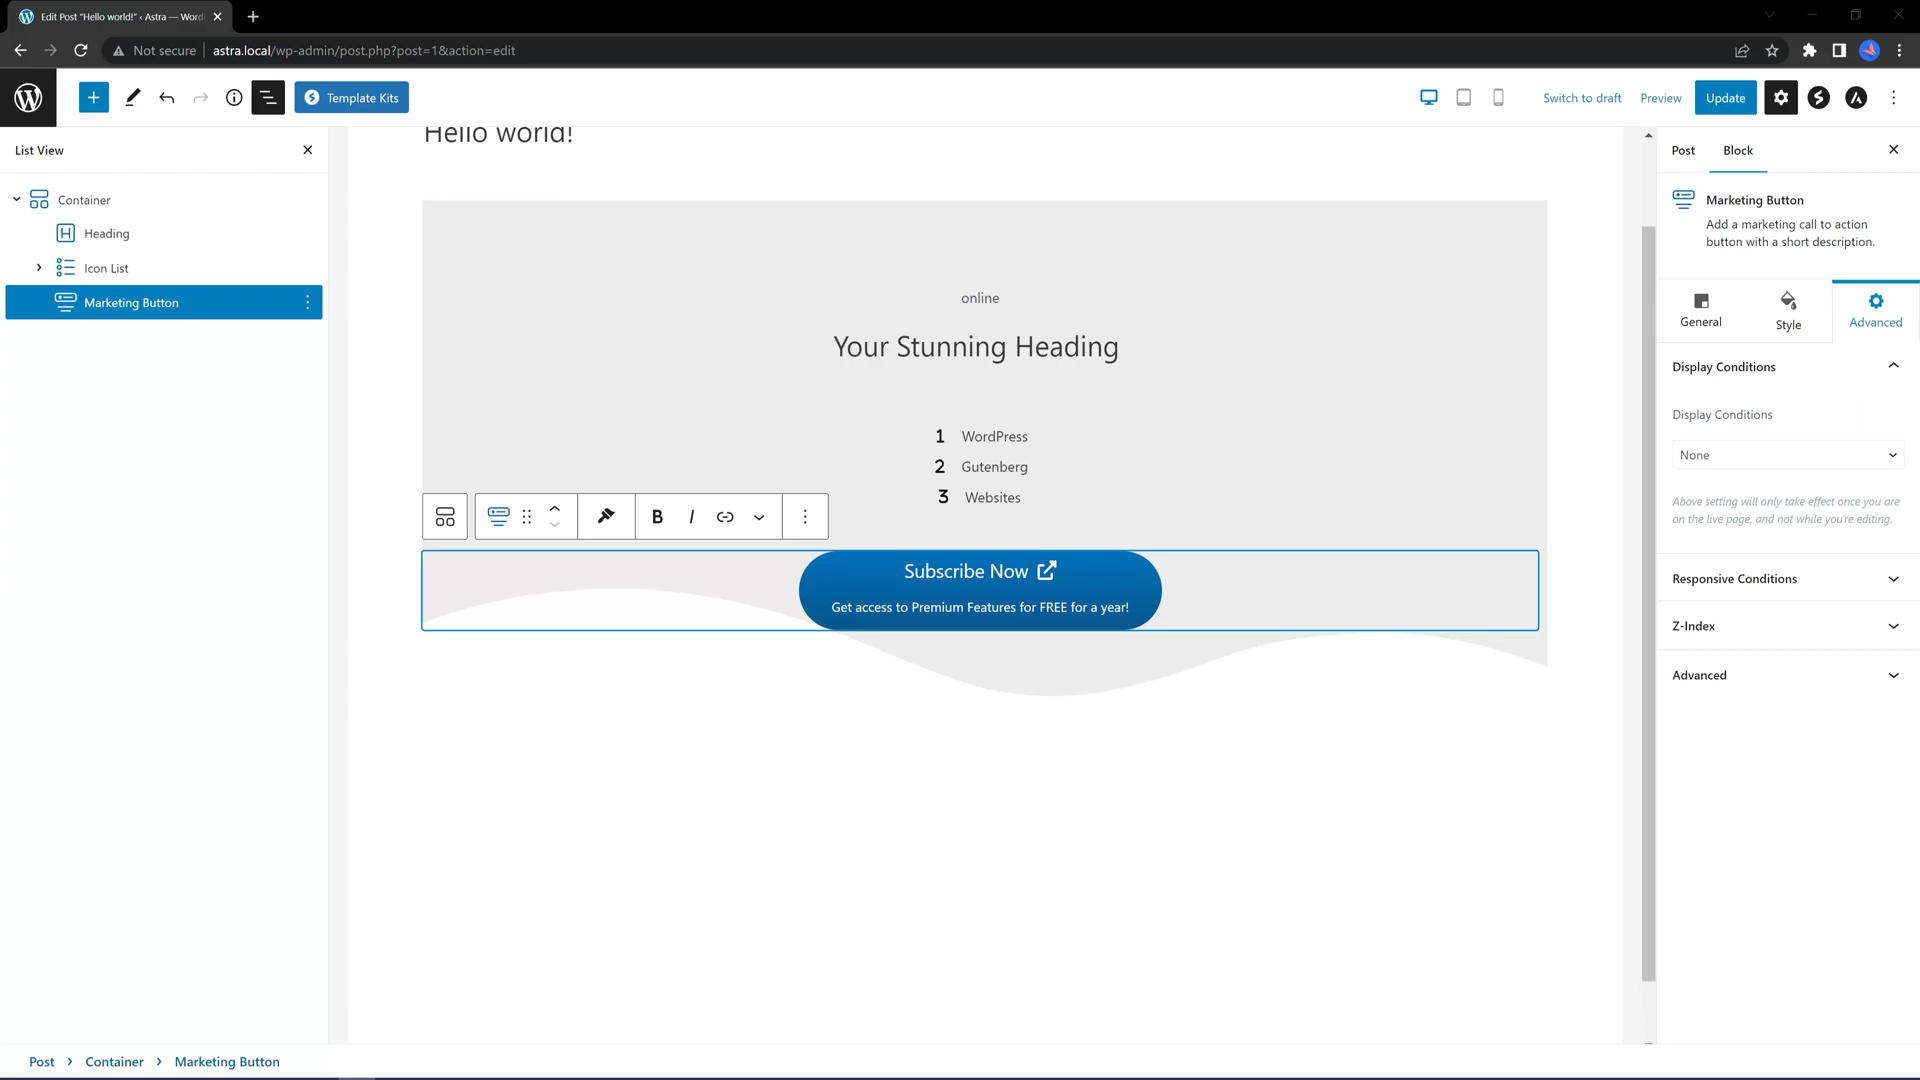 Edit Post "Hello world!" ‹ Astra — Word
Not secure
astra.local/wp-admin/post.php?post=1&action=edit
Template Kits
Switch to draft
Preview
Update
List View
Container
Heading
Icon List
Marketing Button
Hello world!
online
Your Stunning Heading
1 WordPress
2 Gutenberg
3 Websites
B I
Subscribe Now
Get access to Premium Features for FREE for a year!
Post
Block
Marketing Button
Add a marketing call to action
button with a short description.
General
Style
Advanced
Display Conditions
Display Conditions
None
Above setting will only take effect once you are
on the live page, and not while you're editing.
Responsive Conditions
Z-Index
Advanced
Post > Container > Marketing Button